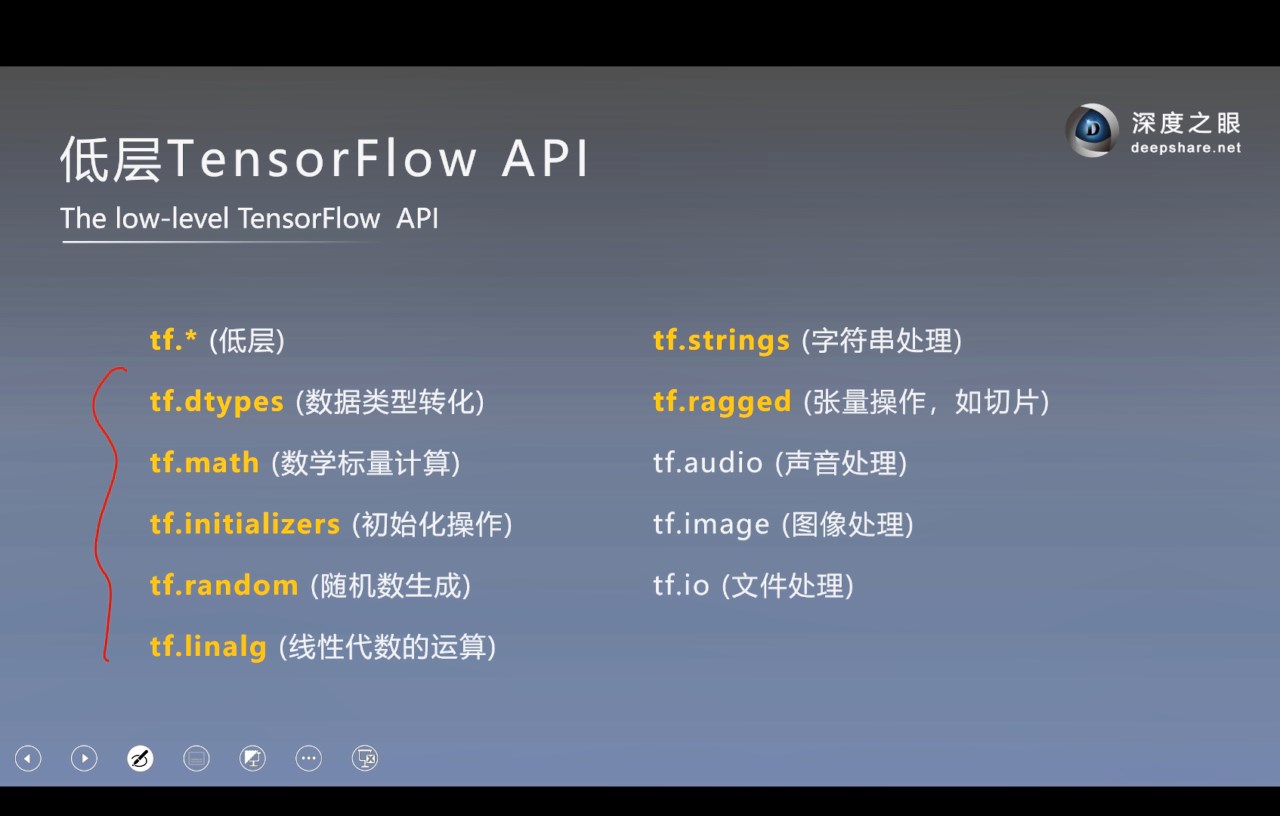 深度之眼
deepshare.net
低层TensorFlow API
The low-level TensorFlow API
tf.* (低层)
tf.dtypes (数据类型转化)
tf.math (数学标量计算)
tf.initializers (初始化操作)
tf.random (随机数生成)
tf.linalg (线性代数的运算)
tf.strings (字符串处理)
tf.ragged (张量操作，如切片)
tf.audio (声音处理)
tf.image (图像处理)
tf.io (文件处理)